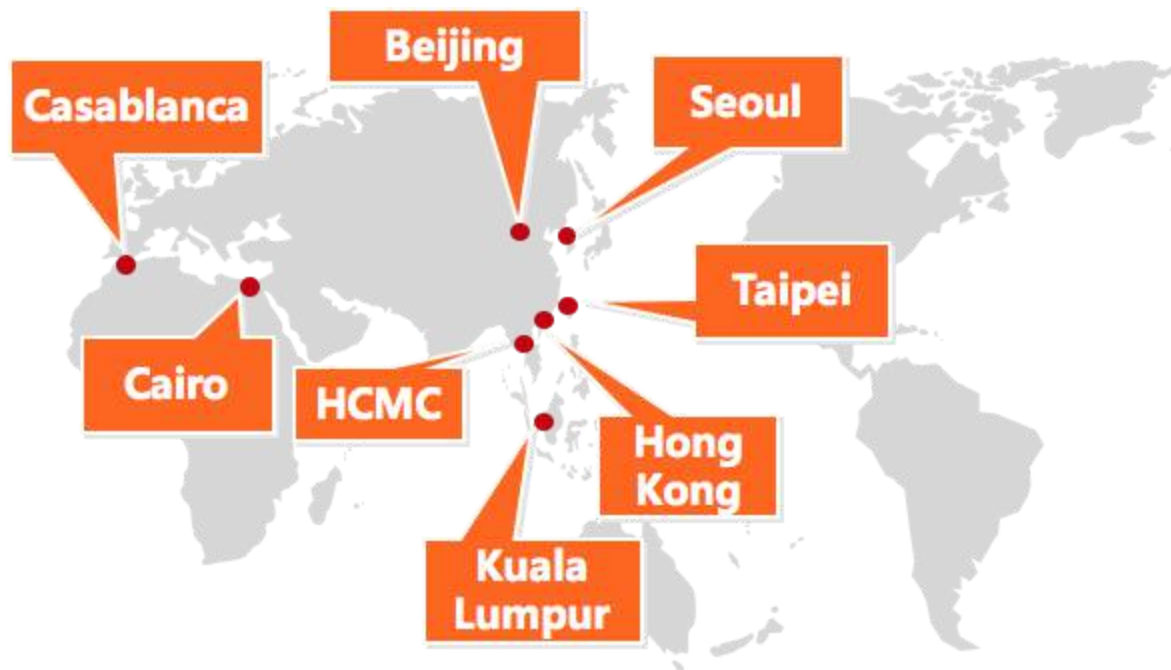 Beijing
Casablanca
Seoul
Taipei
Cairo
HCMC
Hong
Kong
Kuala
Lumpur